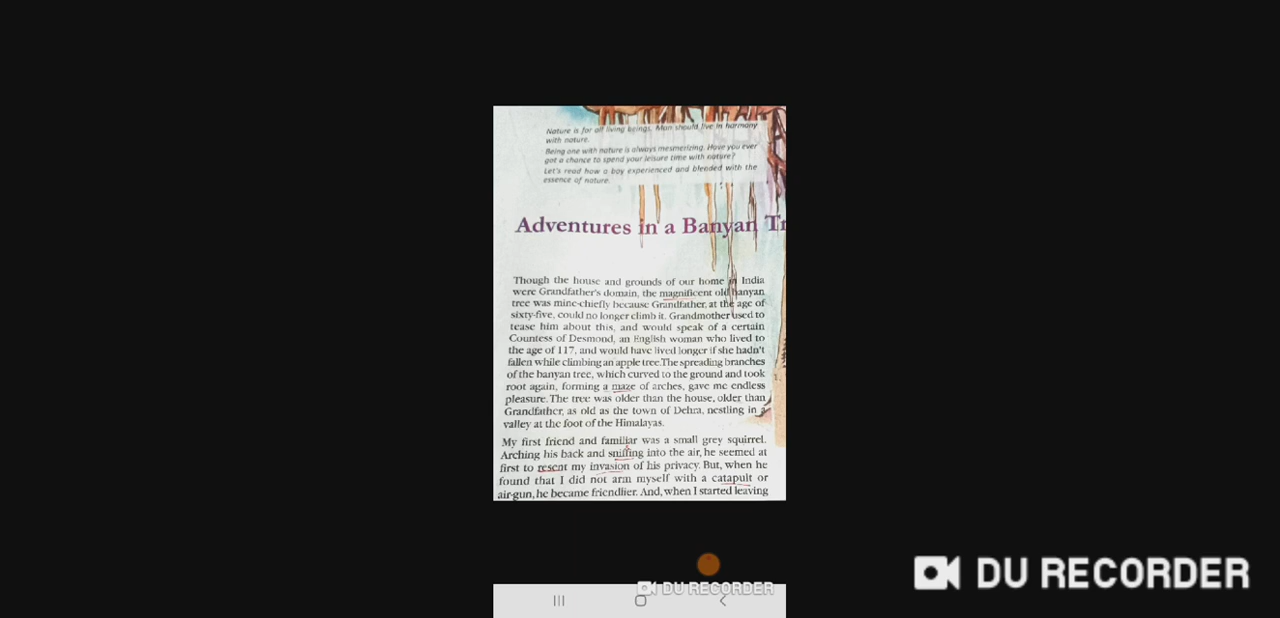 Nature is for all living beings. Man should live in harmony
with nature.
Being one with nature is always mesmerizing. Have you ever
got a chance to spend your leisure time with nature?
Let's read how a boy experienced and blended with the
essence of nature.
Adventures in a Banyan Tr
Though the house and grounds of our home in India
were Grandfather's domain, the magnificent old banyan
tree was mine-chiefly because Grandfather, at the age of
sixty-five, could no longer climb it. Grandmother used to
tease him about this, and would speak of a certain
Countess of Desmond, an English woman who lived to
the age of 117, and would have lived longer if she hadn't
fallen while climbing an apple tree.The spreading branches
of the banyan tree, which curved to the ground and took
root again, forming a maze of arches, gave me endless
pleasure. The tree was older than the house, older than
Grandfather, as old as the town of Dehra, nestling in a
valley at the foot of the Himalayas.
My first friend and familiar was a small grey squirrel.
Arching his back and sniffing into the air, he seemed at
first to resent my invasion of his privacy. But, when he
found that I did not arm myself with a catapult or
air-gun, he became friendlier. And, when I started leaving
DU RECORDER
DU RECORDER